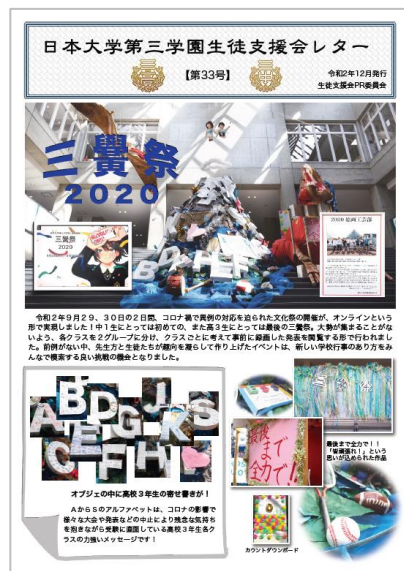 日本大学第三学園生徒支援会レター
【第33号】
令和2年12月発行
生徒支援会PR委員会
三黌祭
2020
三黌祭
2020
2020 絵画工芸部
ABCDEFGH
令和2年9月29、30日の2日間、コロナ禍で異例の対応を迫られた文化祭の開催が、オンラインという
形で実現しました！中1生にとっては初めての、また高3生にとっては最後の三黌祭。大勢が集まることがな
いよう、各クラスを2グループに分け、クラスごとに考えて事前に録画した発表を閲覧する形で行われまし
た。前例がない中、先生方と生徒たちが趣向を凝らして作り上げたイベントは、新しい学校行事のあり方をみ
んなで模索する良い挑戦の機会となりました。
A B D G I K S
C E F H J
オブジェの中に高校3年生の寄せ書きが！
AからSのアルファベットは、コロナの影響で
様々な大会や発表などの中止により残念な気持ち
を抱きながら受験に直面している高校3年生各ク
ラスの力強いメッセージです！
最後
まで
全力で！
最後まで全力で！！
「皆頑張れ！」という
思いが込められた作品
カウントダウンボード